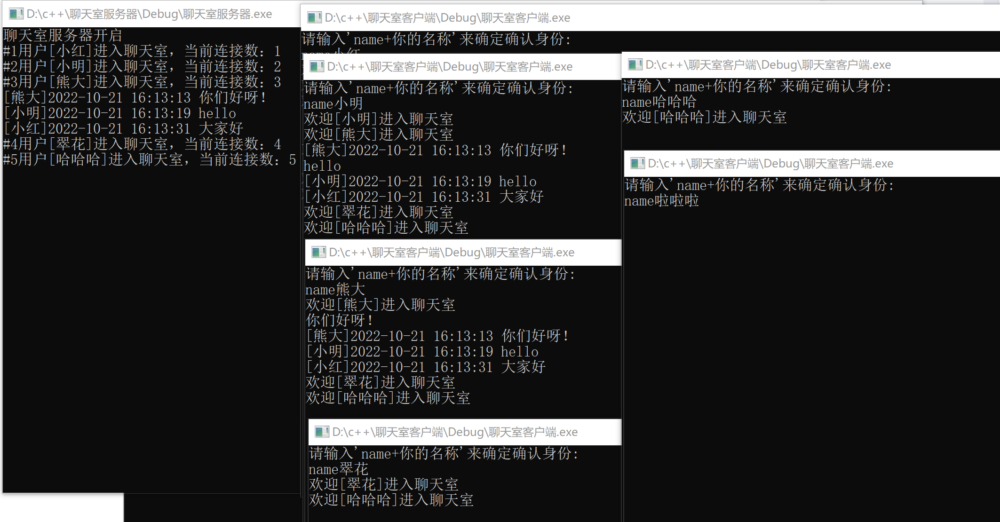 D:\c++\聊天室服务器\Debug\聊天室服务器.exe
聊天室服务器开启
#1用户[小红]进入聊天室，当前连接数：1
#2用户[小明]进入聊天室，当前连接数：2
#3用户[熊大]进入聊天室，当前连接数：3
[熊大]2022-10-21 16:13:13 你们好呀！
[小明]2022-10-21 16:13:19 hello
[小红]2022-10-21 16:13:31 大家好
#4用户[翠花]进入聊天室，当前连接数：4
#5用户[哈哈哈]进入聊天室，当前连接数：5
D:\c++\聊天室客户端\Debug\聊天室客户端.exe
请输入'name+你的名称'来确定确认身份:
name小红
D:\c++\聊天室客户端\Debug\聊天室客户端.exe
请输入'name+你的名称'来确定确认身份:
name小明
欢迎[小明]进入聊天室
欢迎[熊大]进入聊天室
[熊大]2022-10-21 16:13:13 你们好呀！
hello
[小明]2022-10-21 16:13:19 hello
[小红]2022-10-21 16:13:31 大家好
欢迎[翠花]进入聊天室
欢迎[哈哈哈]进入聊天室
D:\c++\聊天室客户端\Debug\聊天室客户端.exe
请输入'name+你的名称'来确定确认身份:
name熊大
欢迎[熊大]进入聊天室
你们好呀！
[熊大]2022-10-21 16:13:13 你们好呀！
[小明]2022-10-21 16:13:19 hello
[小红]2022-10-21 16:13:31 大家好
欢迎[翠花]进入聊天室
欢迎[哈哈哈]进入聊天室
D:\c++\聊天室客户端\Debug\聊天室客户端.exe
请输入'name+你的名称'来确定确认身份:
name翠花
欢迎[翠花]进入聊天室
欢迎[哈哈哈]进入聊天室
D:\c++\聊天室客户端\Debug\聊天室客户端.exe
请输入'name+你的名称'来确定确认身份:
name哈哈哈
欢迎[哈哈哈]进入聊天室
D:\c++\聊天室客户端\Debug\聊天室客户端.exe
请输入'name+你的名称'来确定确认身份:
name啦啦啦